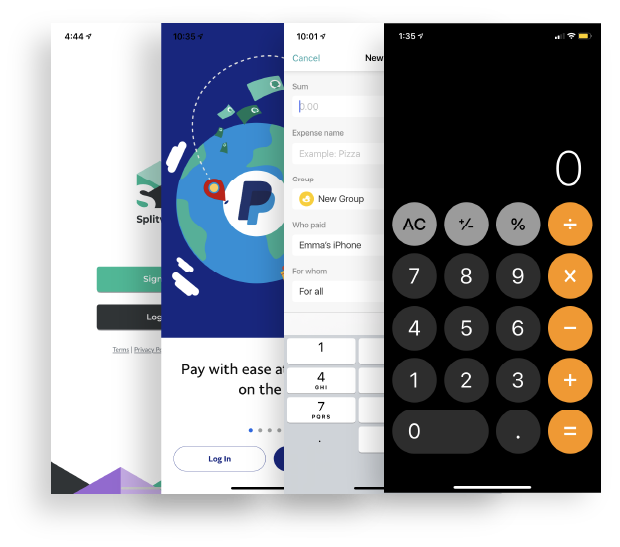 4:44
Splitw
Sign
Log
Terms | Privacy Po
10:35
Pay with ease at
on the
Log In
10:01
Cancel
New
Sum
0.00
Expense name
Example: Pizza
Group
New Group
Who paid
Emma's iPhone
For whom
For all
1
4
GHI
7
PQRS
.
1:35
0
AC +/− % ÷
7 8 9 ×
4 5 6 −
1 2 3 +
0 . =